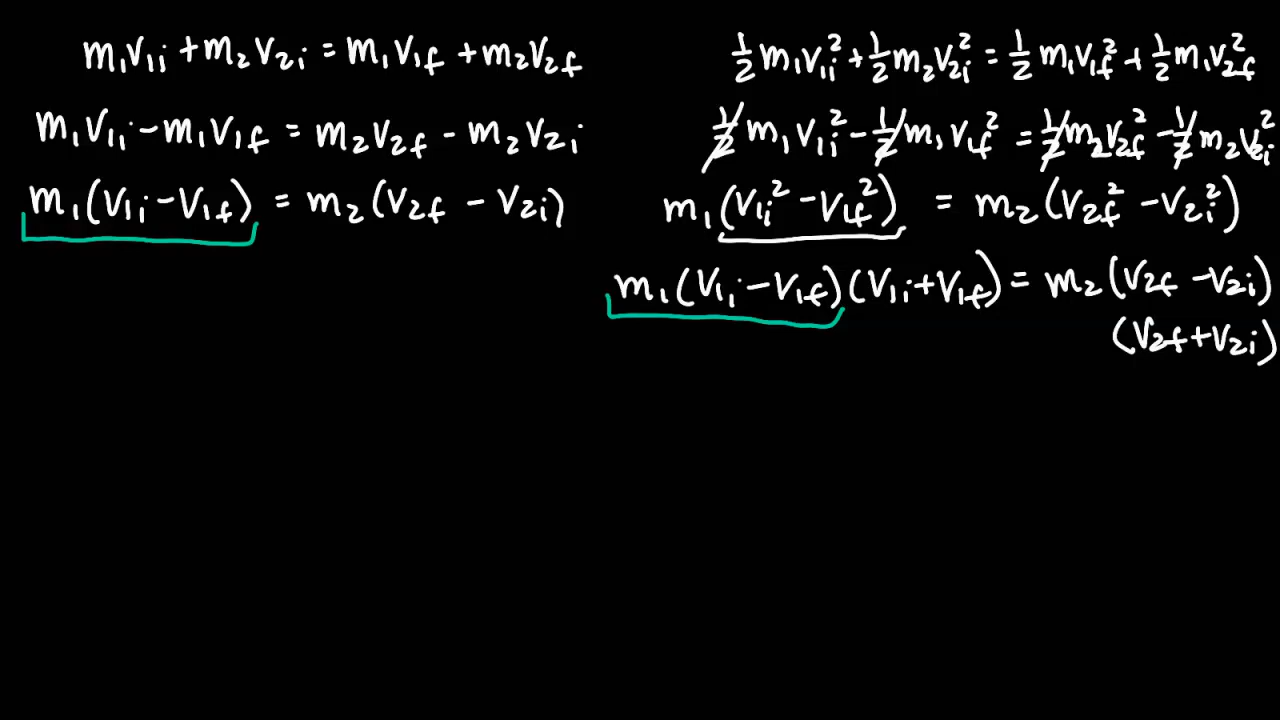 m₁v₁ᵢ + m₂v₂ᵢ = m₁v₁f + m₂v₂f
m₁v₁ᵢ - m₁v₁f = m₂v₂f - m₂v₂ᵢ
m₁(v₁ᵢ - v₁f) = m₂(v₂f - v₂ᵢ)
½m₁v₁ᵢ² + ½m₂v₂ᵢ² = ½m₁v₁f² + ½m₁v₂f²
½m₁v₁ᵢ² - ½m₁v₁f² = ½m₂v₂f² - ½m₂v₂ᵢ²
m₁(v₁ᵢ² - v₁f²) = m₂(v₂f² - v₂ᵢ²)
m₁(v₁ᵢ - v₁f)(v₁ᵢ + v₁f) = m₂(v₂f - v₂ᵢ)
(v₂f + v₂ᵢ)